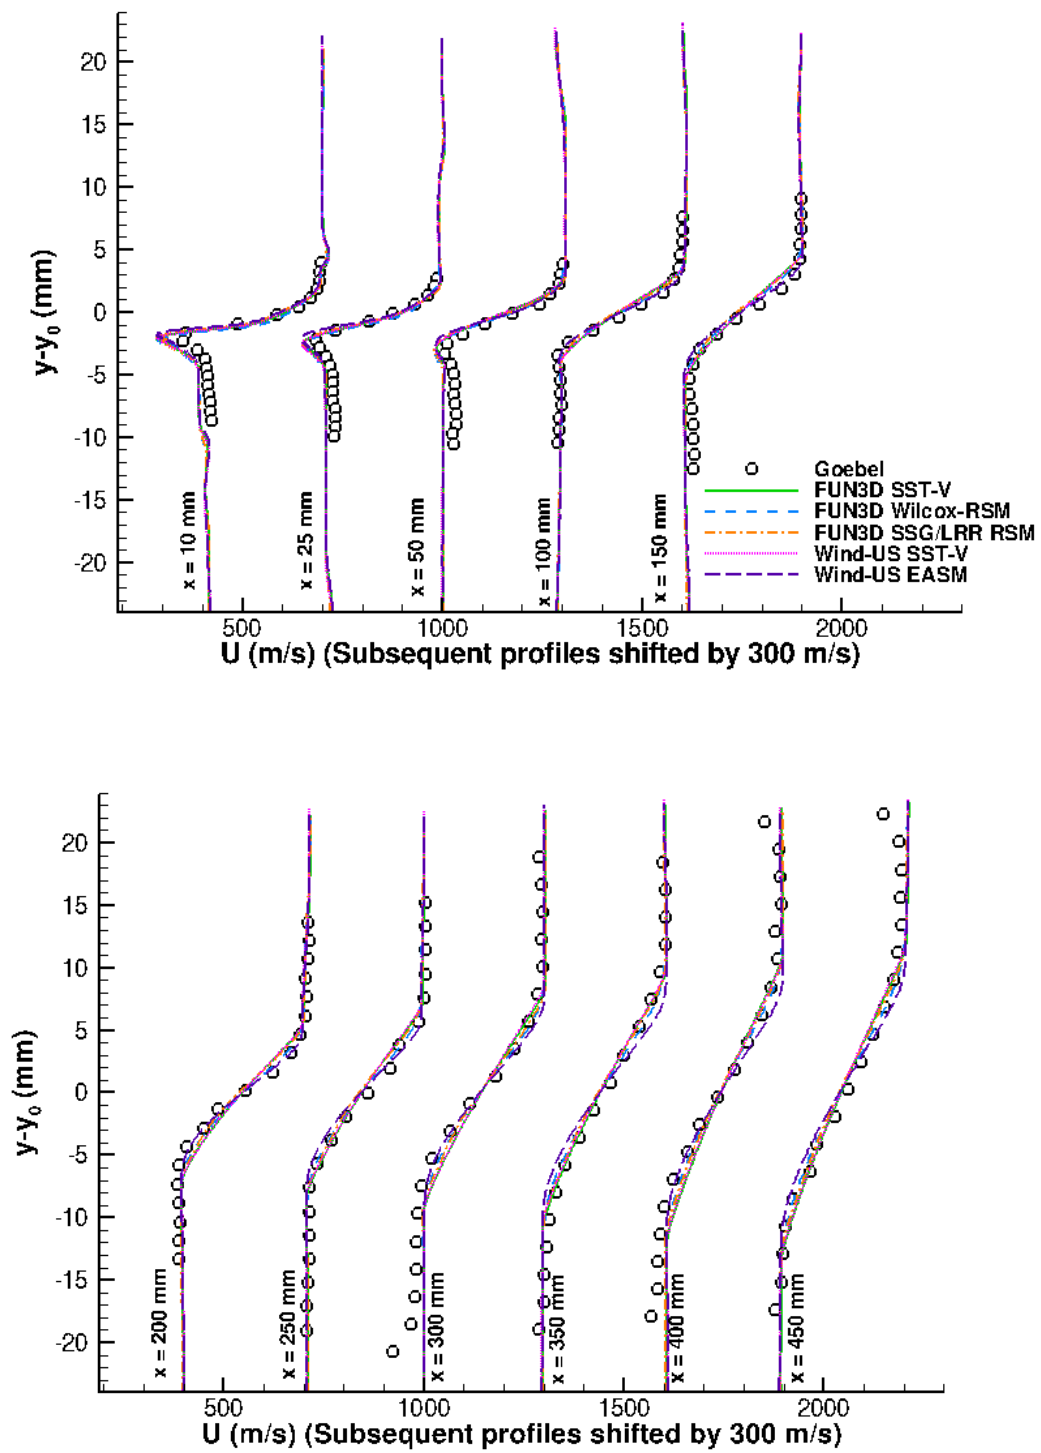 20
15
10
5
0
-5
-10
-15
-20
y-y0 (mm)
x = 10 mm
x = 25 mm
x = 50 mm
x = 100 mm
x = 150 mm
Goebel
FUN3D SST-V
FUN3D Wilcox-RSM
FUN3D SSG/LRR RSM
Wind-US SST-V
Wind-US EASM
500 1000 1500 2000
U (m/s) (Subsequent profiles shifted by 300 m/s)
20
15
10
5
0
-5
-10
-15
-20
y-y0 (mm)
x = 200 mm
x = 250 mm
x = 300 mm
x = 350 mm
x = 400 mm
x = 450 mm
500 1000 1500 2000
U (m/s) (Subsequent profiles shifted by 300 m/s)